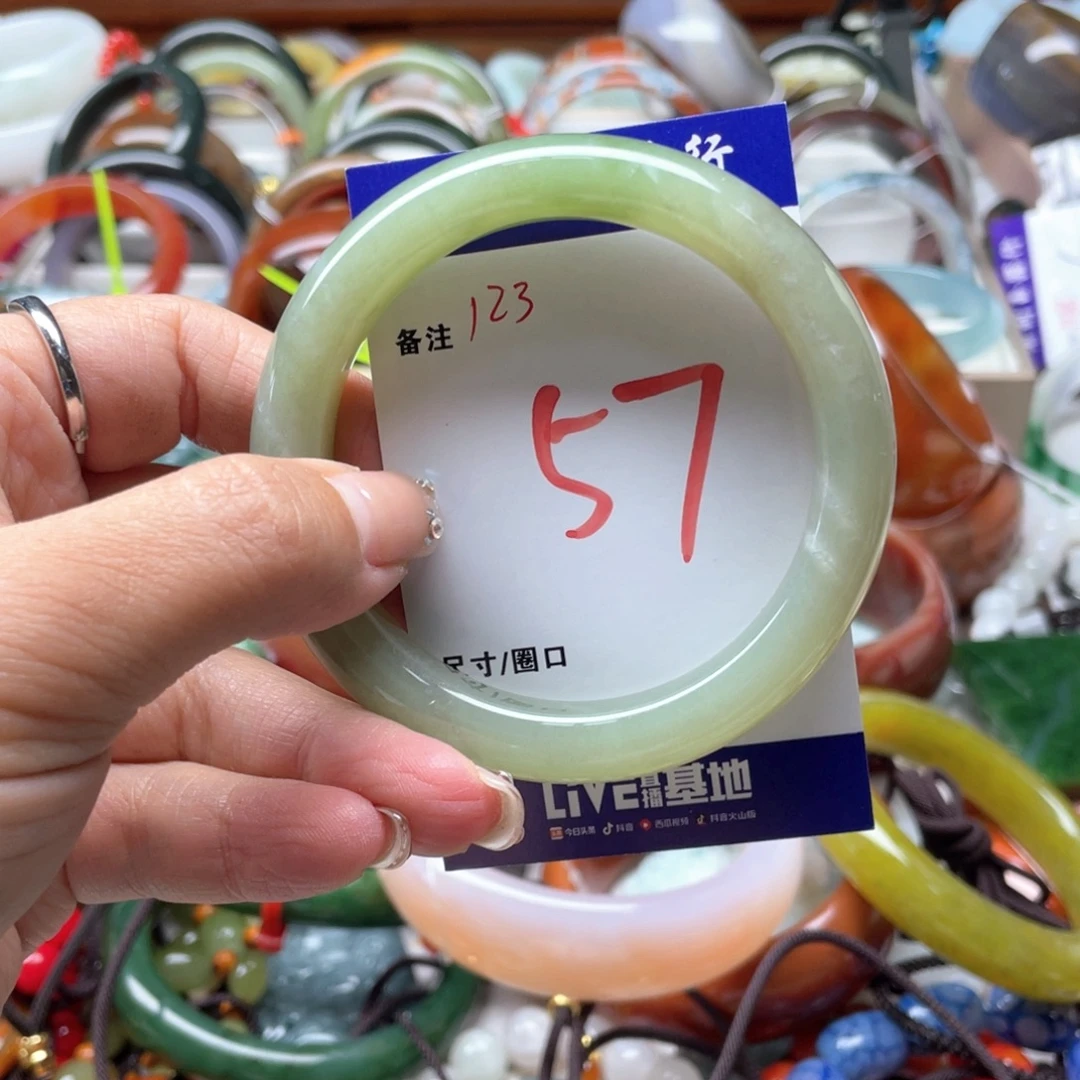 行
备注 123
57
尺寸/圈口
LIVE直播基地
今日头条 抖音 西瓜视频 抖音火山版